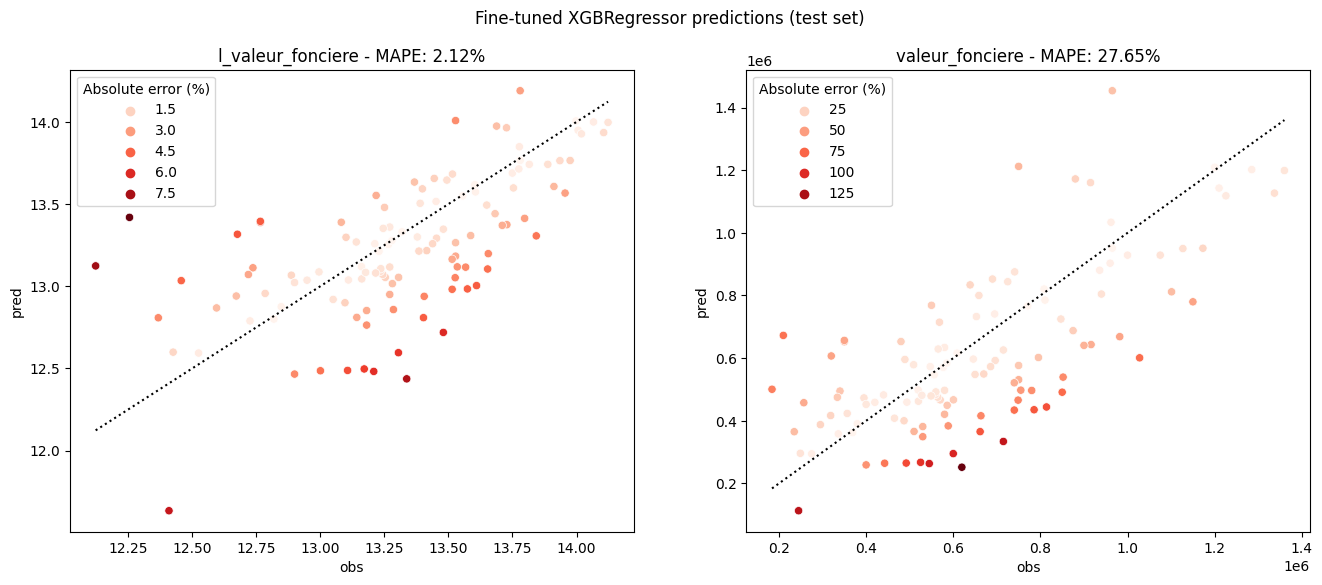 Fine-tuned XGBRegressor predictions (test set)
l_valeur_fonciere - MAPE: 2.12%
Absolute error (%)
1.5
3.0
4.5
6.0
7.5
14.0
13.5
13.0
12.5
12.0
pred
12.25 12.50 12.75 13.00 13.25 13.50 13.75 14.00
obs
valeur_fonciere - MAPE: 27.65%
1e6
Absolute error (%)
25
50
75
100
125
1.4
1.2
1.0
0.8
0.6
0.4
0.2
pred
0.2 0.4 0.6 0.8 1.0 1.2 1.4
obs
1e6